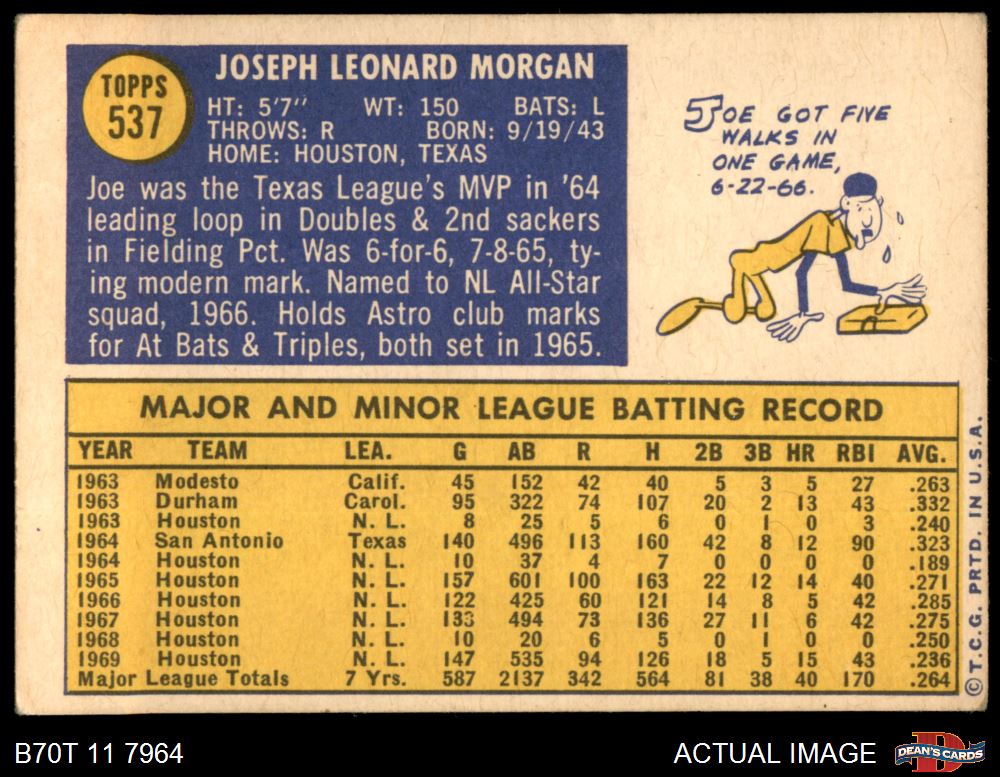 TOPPS
537
JOSEPH LEONARD MORGAN
HT: 5'7" WT: 150 BATS: L
THROWS: R BORN: 9/19/43
HOME: HOUSTON, TEXAS
Joe was the Texas League's MVP in '64
leading loop in Doubles & 2nd sackers
in Fielding Pct. Was 6-for-6, 7-8-65, ty-
ing modern mark. Named to NL All-Star
squad, 1966. Holds Astro club marks
for At Bats & Triples, both set in 1965.
JOE GOT FIVE
WALKS IN
ONE GAME,
6-22-66.
MAJOR AND MINOR LEAGUE BATTING RECORD
YEAR TEAM LEA. G AB R H 2B 3B HR RBI AVG.
1963 Modesto Calif. 45 152 42 40 5 3 5 27 .263
1963 Durham Carol. 95 322 74 107 20 2 13 43 .332
1963 Houston N. L. 8 25 5 6 0 1 0 3 .240
1964 San Antonio Texas 140 496 113 160 42 8 12 90 .323
1964 Houston N. L. 10 37 4 7 0 0 0 0 .189
1965 Houston N. L. 157 601 100 163 22 12 14 40 .271
1966 Houston N. L. 122 425 60 121 14 8 5 42 .285
1967 Houston N. L. 133 494 73 136 27 11 6 42 .275
1968 Houston N. L. 10 20 6 5 0 1 0 0 .250
1969 Houston N. L. 147 535 94 126 18 5 15 43 .236
Major League Totals 7 Yrs. 587 2137 342 564 81 38 40 170 .264
© T.C.G. PRTD. IN U.S.A.
B70T 11 7964
ACTUAL IMAGE
D
DEAN'S CARDS